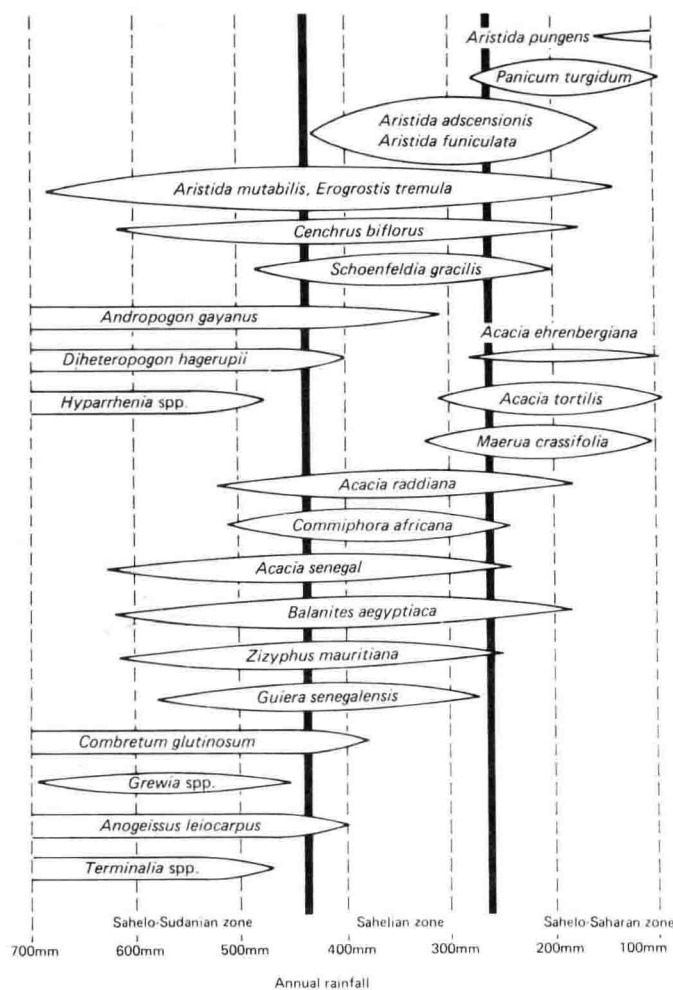 Aristida pungens
Panicum turgidum
Aristida adscensionis
Aristida funiculata
Aristida mutabilis, Erogrostis tremula
Cenchrus biflorus
Schoenfeldia gracilis
Andropogon gayanus
Acacia ehrenbergiana
Diheteropogon hagerupii
Hyparrhenia spp.
Acacia tortilis
Maerua crassifolia
Acacia raddiana
Commiphora africana
Acacia senegal
Balanites aegyptiaca
Zizyphus mauritiana
Guiera senegalensis
Combretum glutinosum
Grewia spp.
Anogeissus leiocarpus
Terminalia spp.
Sahelo-Sudanian zone Sahelian zone Sahelo-Saharan zone
700mm 600mm 500mm 400mm 300mm 200mm 100mm
Annual rainfall